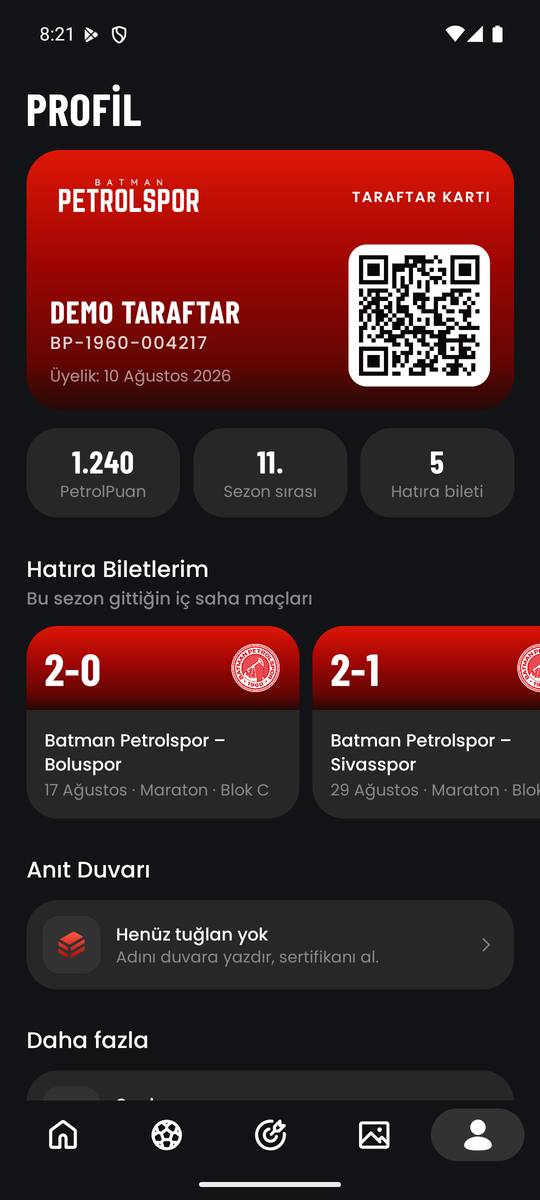 8:21
PROFİL
BATMAN
PETROLSPOR
TARAFTAR KARTI
DEMO TARAFTAR
BP-1960-004217
Üyelik: 10 Ağustos 2026
1.240
PetrolPuan
11.
Sezon sırası
5
Hatıra bileti
Hatıra Biletlerim
Bu sezon gittiğin iç saha maçları
2-0
Batman Petrolspor –
Boluspor
17 Ağustos · Maraton · Blok C
2-1
Batman Petrolspor –
Sivasspor
29 Ağustos · Maraton · Blok
Anıt Duvarı
Henüz tuğlan yok
Adını duvara yazdır, sertifikanı al.
Daha fazla